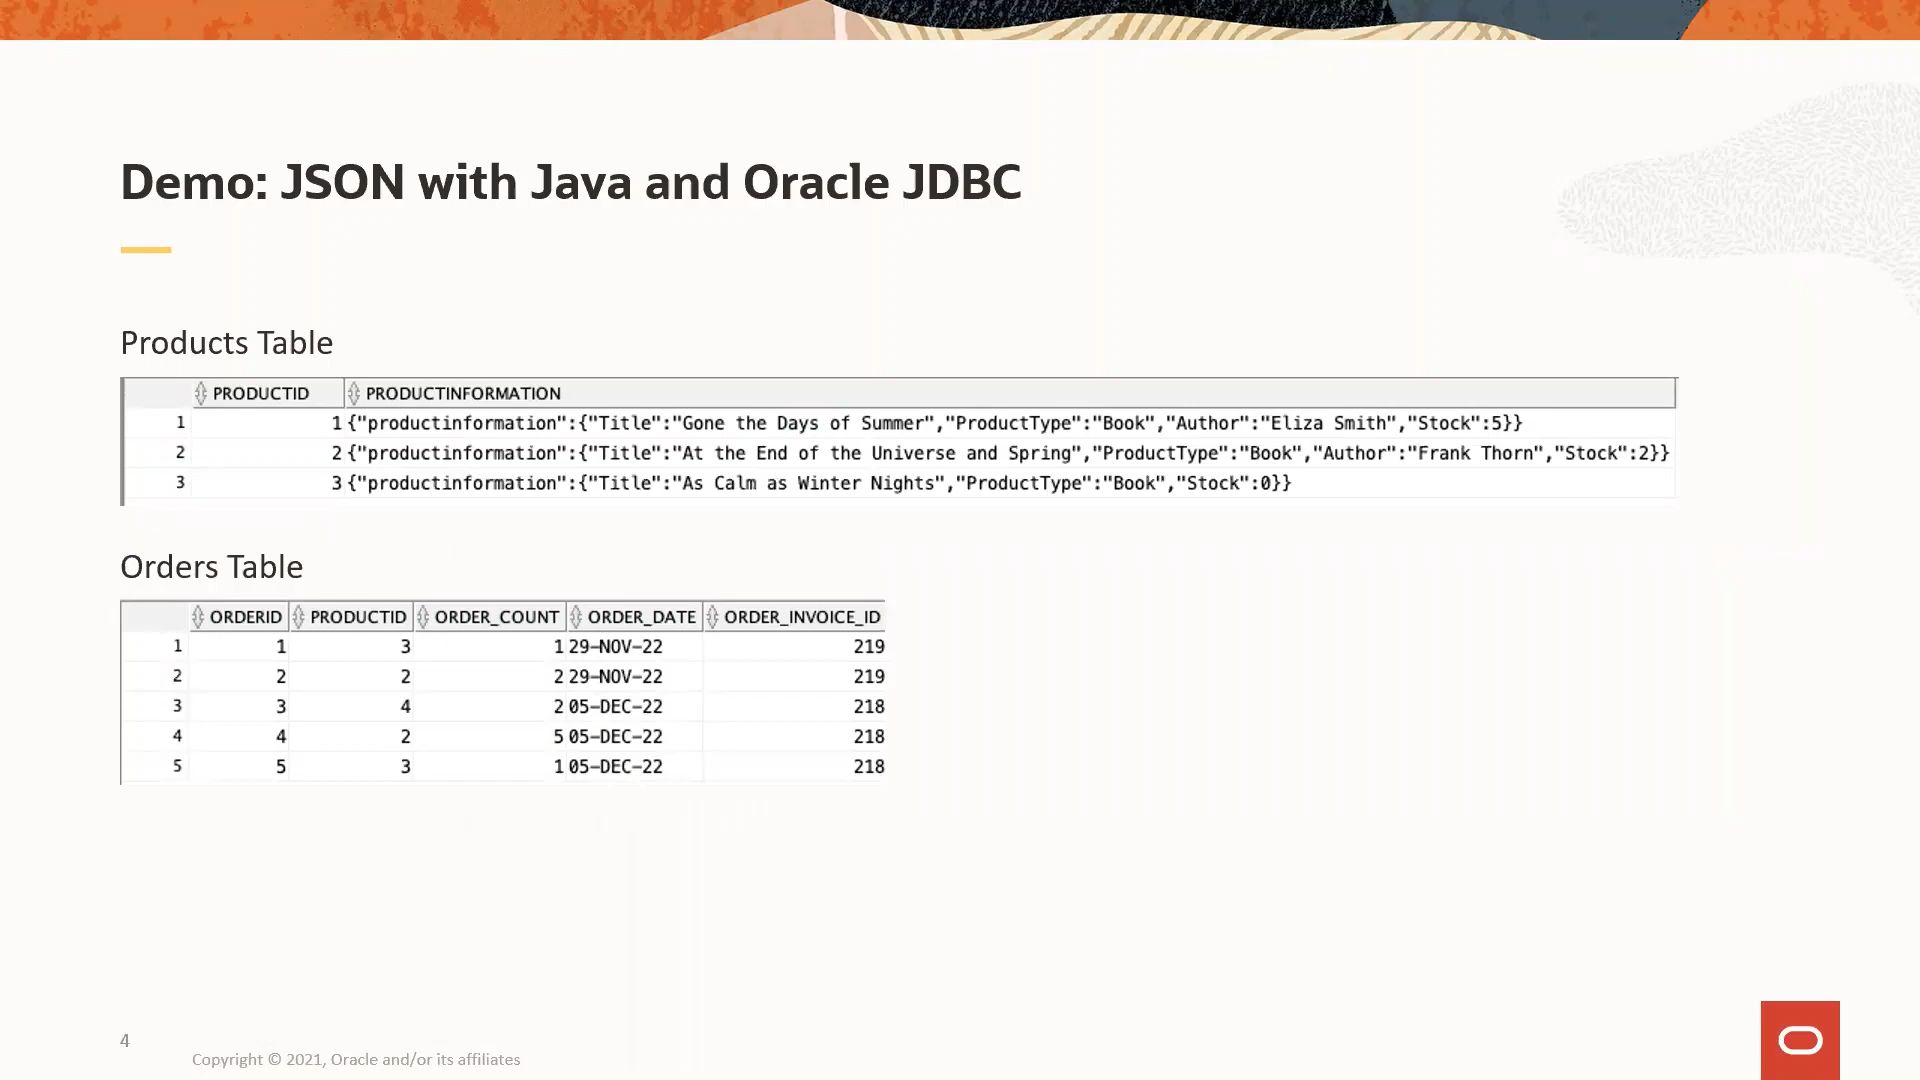 Demo: JSON with Java and Oracle JDBC
Products Table
PRODUCTID PRODUCTINFORMATION
1 1 {"productinformation":{"Title":"Gone the Days of Summer","ProductType":"Book","Author":"Eliza Smith","Stock":5}}
2 2 {"productinformation":{"Title":"At the End of the Universe and Spring","ProductType":"Book","Author":"Frank Thorn","Stock":2}}
3 3 {"productinformation":{"Title":"As Calm as Winter Nights","ProductType":"Book","Stock":0}}
Orders Table
ORDERID PRODUCTID ORDER_COUNT ORDER_DATE ORDER_INVOICE_ID
1 1 3 1 29-NOV-22 219
2 2 2 2 29-NOV-22 219
3 3 4 2 05-DEC-22 218
4 4 2 5 05-DEC-22 218
5 5 3 1 05-DEC-22 218
4
Copyright © 2021, Oracle and/or its affiliates